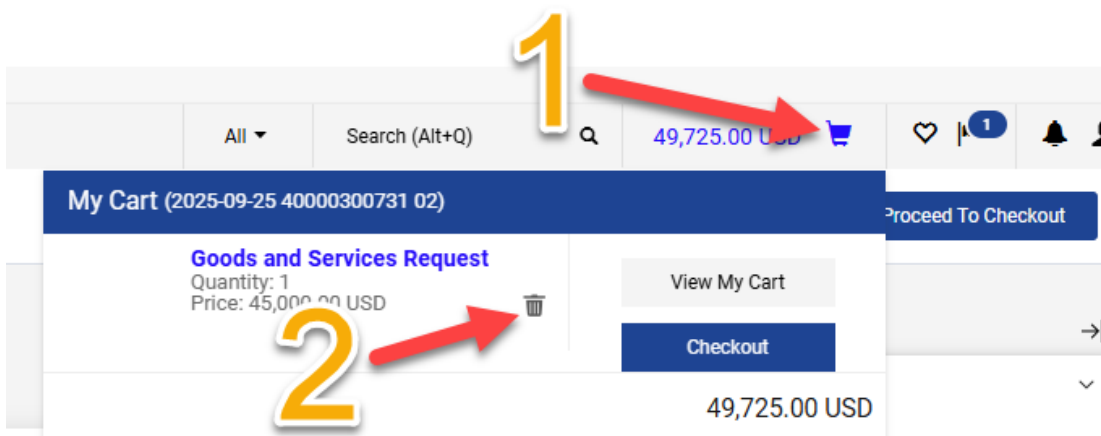 1
All
Search (Alt+Q)
49,725.00 USD
1
My Cart (2025-09-25 40000300731 02)
Proceed To Checkout
Goods and Services Request
Quantity: 1
Price: 45,000.00 USD
View My Cart
2
Checkout
49,725.00 USD